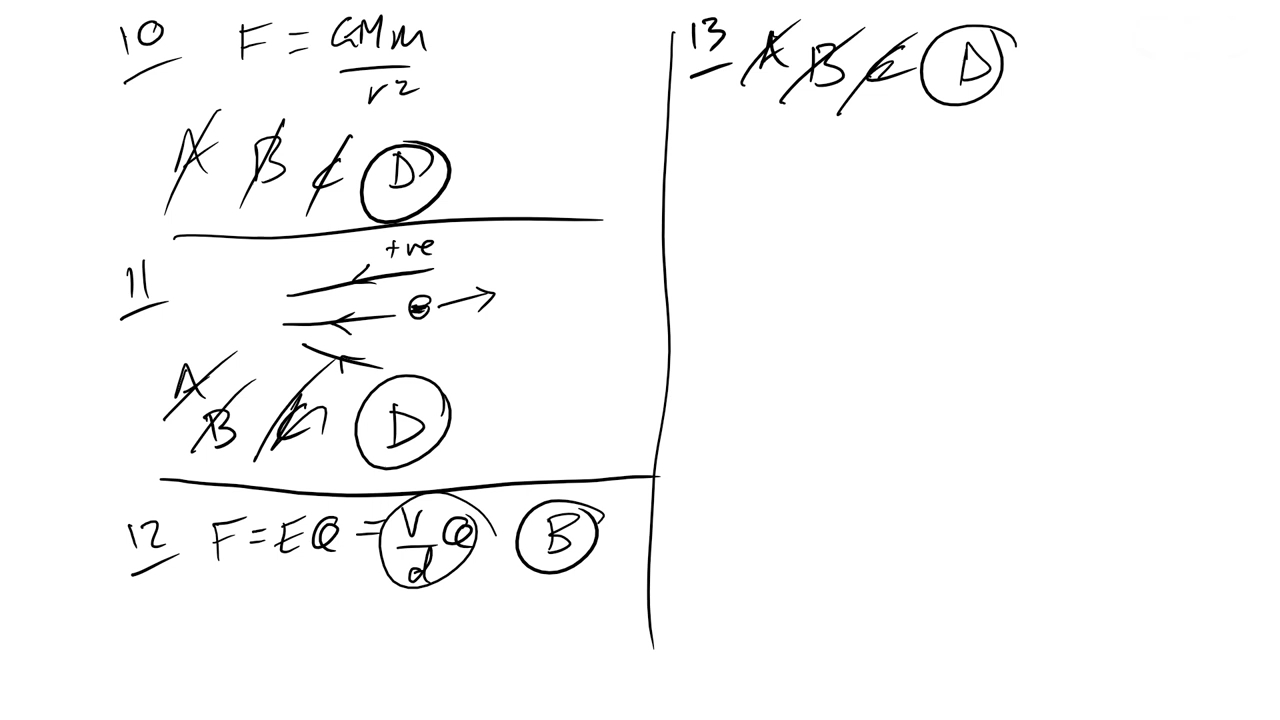 10 F = GMm
r2
A B C D
11
+ve
A
B C D
12 F = EQ = V Q B
d
13 A B C D